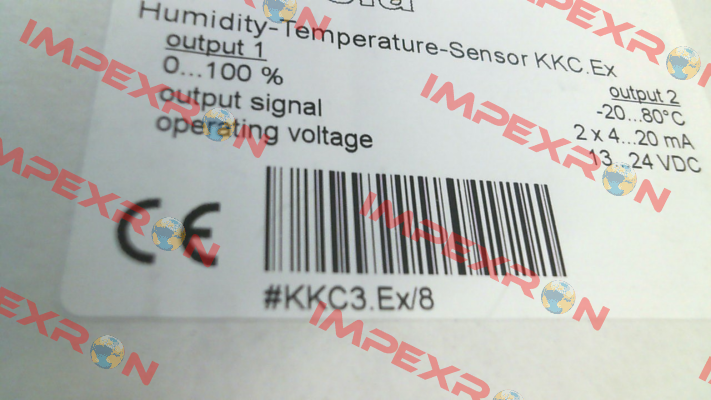 Humidity-Temperature-Sensor KKC.Ex
output 1 output 2
0...100 % -20...80°C
output signal 2 x 4...20 mA
operating voltage 13...24 VDC
CE
#KKC3.Ex/8
IMPEXRON
IMPEXRON
IMPEXRON
IMPEXRON
IMPEXRON
IMPEXRON
IMPEXRON